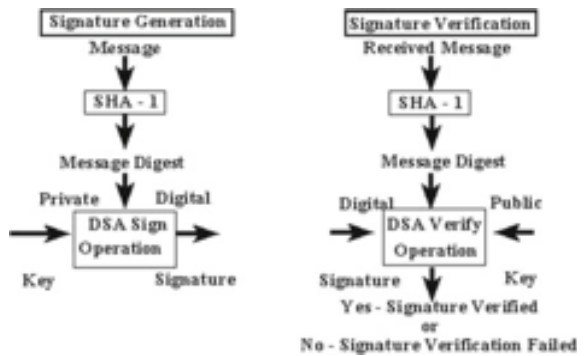 Signature Generation
Message
SHA - 1
Message Digest
Private
Digital
DSA Sign
Operation
Key
Signature
Signature Verification
Received Message
SHA - 1
Message Digest
Digital
Public
DSA Verify
Operation
Signature
Key
Yes - Signature Verified
or
No - Signature Verification Failed